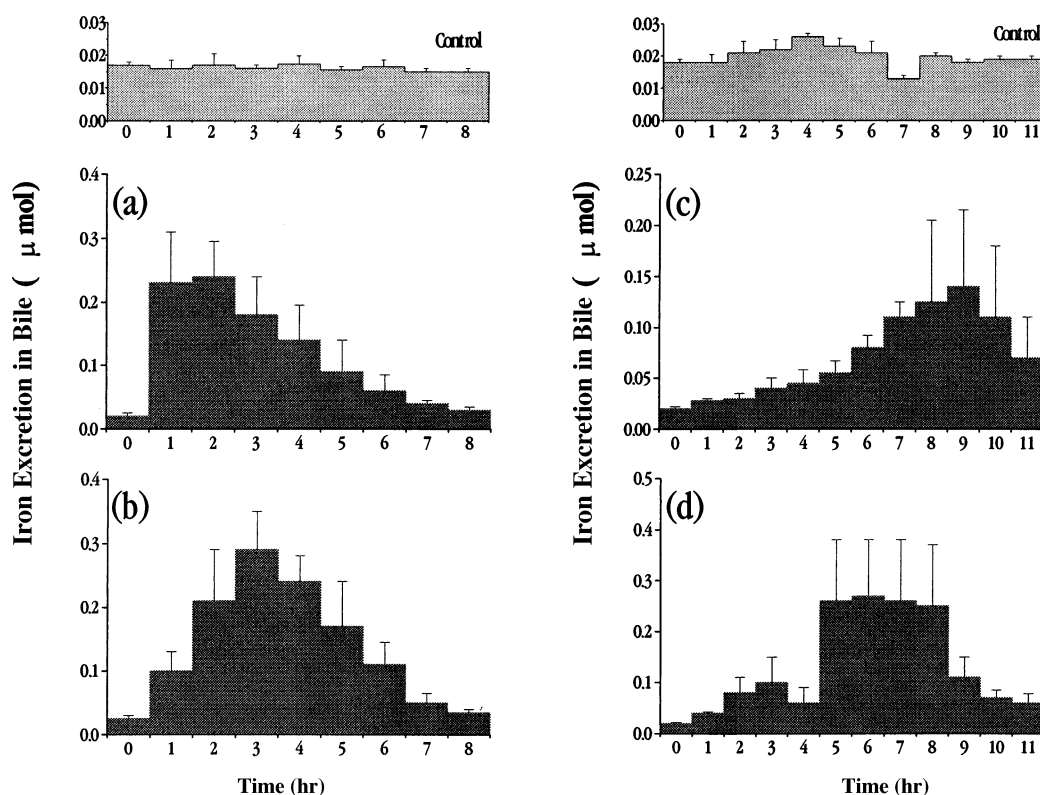 0.03
0.02
0.01
0.00
Control
0 1 2 3 4 5 6 7 8
0.4
0.3
0.2
0.1
0.0
(a)
0 1 2 3 4 5 6 7 8
0.4
0.3
0.2
0.1
0.0
(b)
0 1 2 3 4 5 6 7 8
Iron Excretion in Bile ( μ mol)
Time (hr)
0.03
0.02
0.01
0.00
Control
0 1 2 3 4 5 6 7 8 9 10 11
0.25
0.20
0.15
0.10
0.05
0.00
(c)
0 1 2 3 4 5 6 7 8 9 10 11
0.5
0.4
0.3
0.2
0.1
0.0
(d)
0 1 2 3 4 5 6 7 8 9 10 11
Iron Excretion in Bile ( μ mol)
Time (hr)